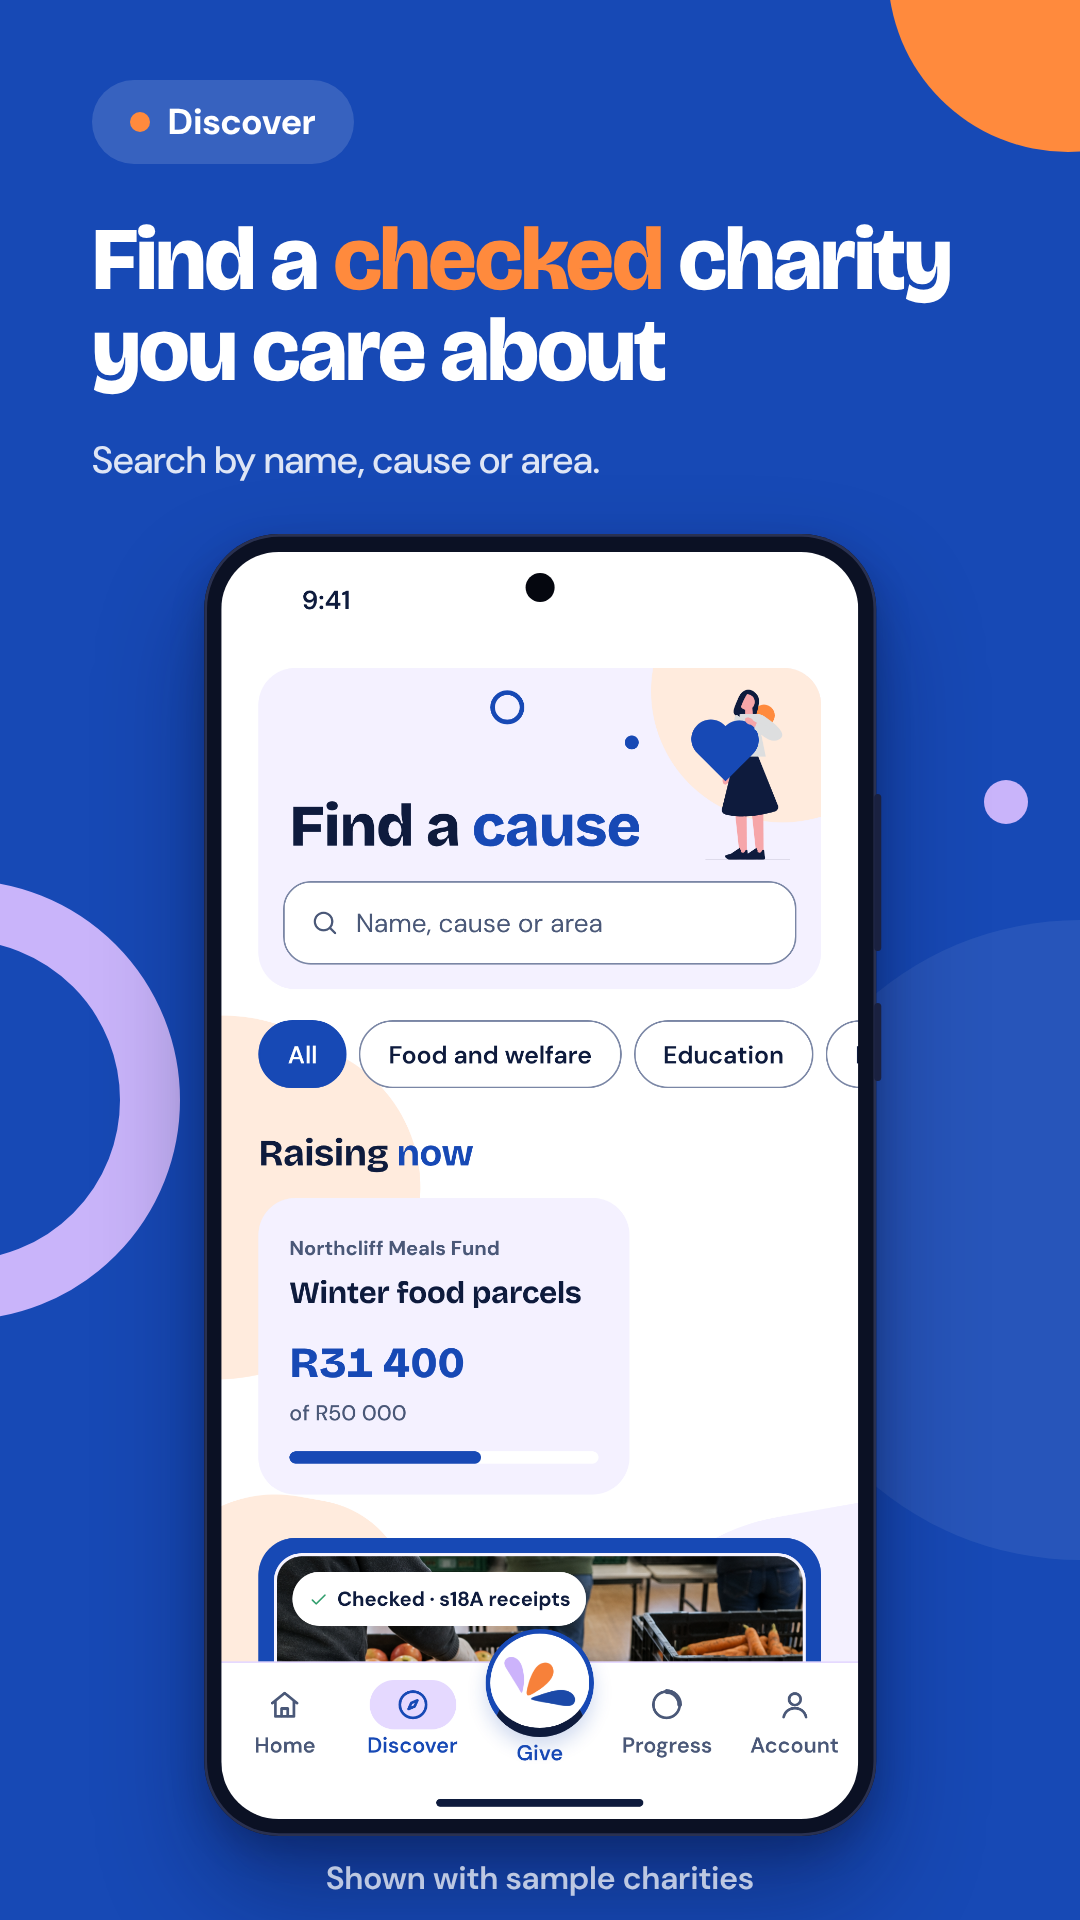 Discover
Find a checked charity
you care about
Search by name, cause or area.
9:41
Find a cause
Name, cause or area
All
Food and welfare
Education
Raising now
Northcliff Meals Fund
Winter food parcels
R31 400
of R50 000
Checked · s18A receipts
Home
Discover
Give
Progress
Account
Shown with sample charities